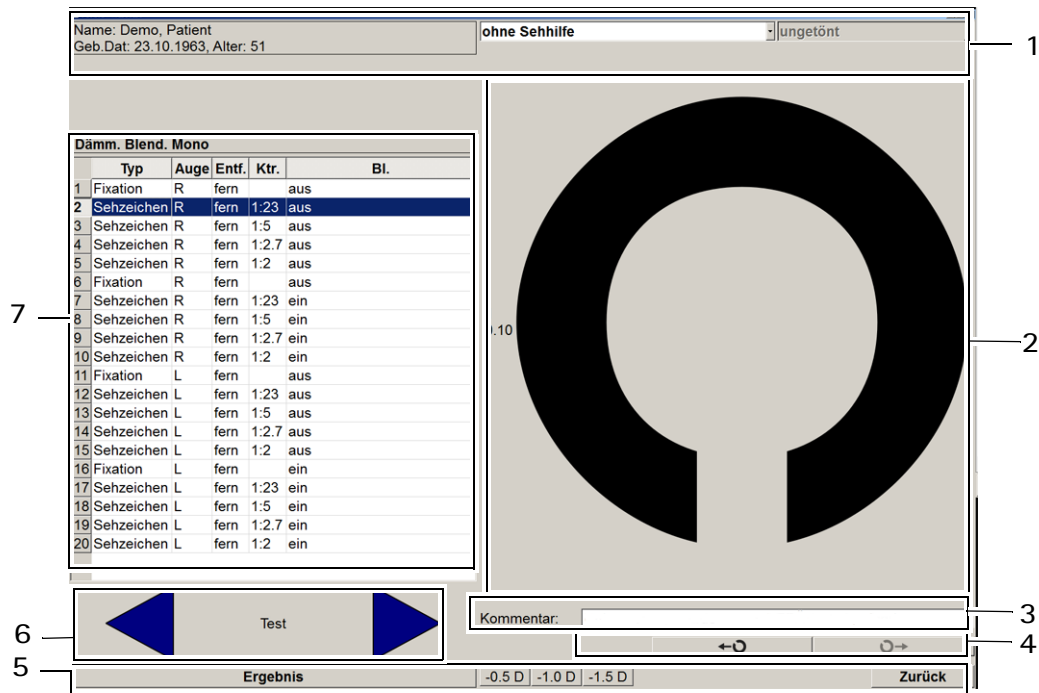 Name: Demo, Patient
Geb.Dat: 23.10.1963, Alter: 51
ohne Sehhilfe
ungetönt
1
Dämm. Blend. Mono
Typ Auge Entf. Ktr. Bl.
1 Fixation R fern aus
2 Sehzeichen R fern 1:23 aus
3 Sehzeichen R fern 1:5 aus
4 Sehzeichen R fern 1:2.7 aus
5 Sehzeichen R fern 1:2 aus
6 Fixation R fern aus
7 Sehzeichen R fern 1:23 ein
8 Sehzeichen R fern 1:5 ein
9 Sehzeichen R fern 1:2.7 ein
10 Sehzeichen R fern 1:2 ein
11 Fixation L fern aus
12 Sehzeichen L fern 1:23 aus
13 Sehzeichen L fern 1:5 aus
14 Sehzeichen L fern 1:2.7 aus
15 Sehzeichen L fern 1:2 aus
16 Fixation L fern ein
17 Sehzeichen L fern 1:23 ein
18 Sehzeichen L fern 1:5 ein
19 Sehzeichen L fern 1:2.7 ein
20 Sehzeichen L fern 1:2 ein
7
.10
2
Test
6
Kommentar:
3
4
5
Ergebnis
-0.5 D -1.0 D -1.5 D
Zurück